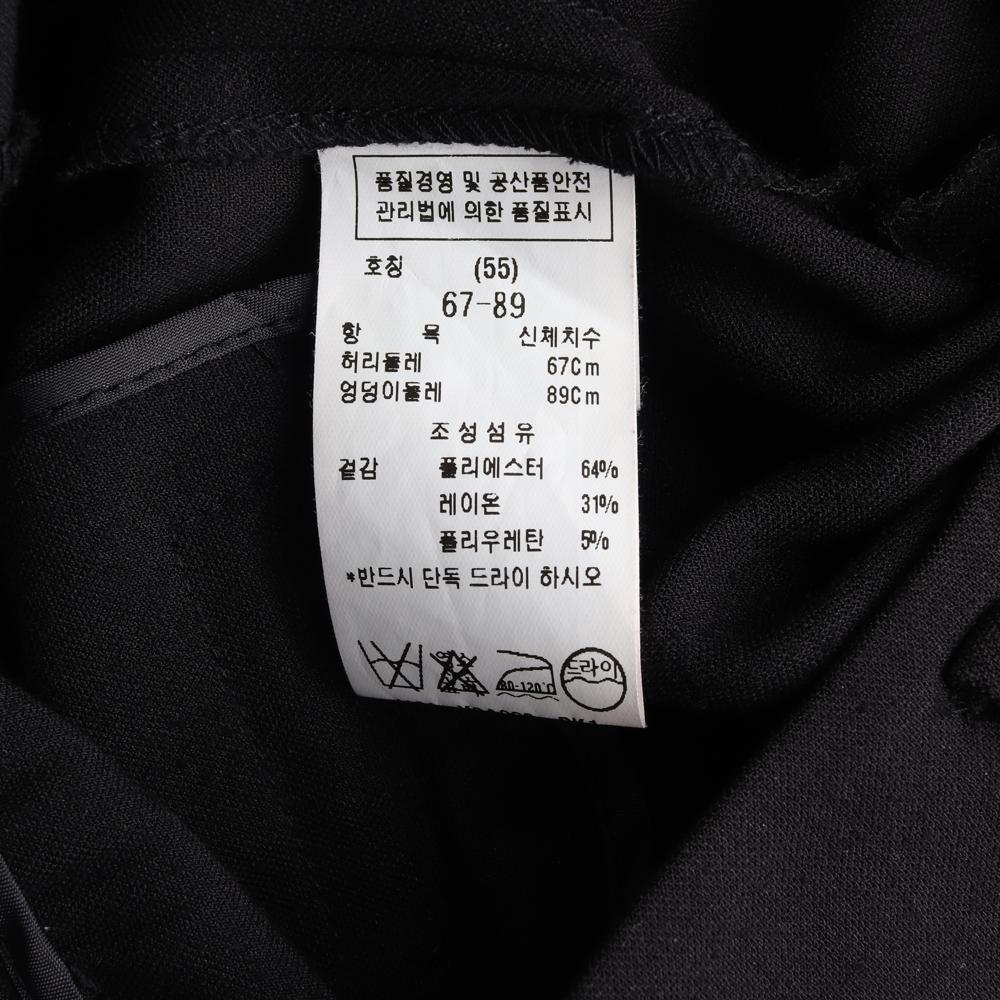 품질경영 및 공산품안전
관리법에 의한 품질표시
호칭 (55)
67-89
항 목 신체치수
허리둘레 67Cm
엉덩이둘레 89Cm
조성섬유
겉감 폴리에스터 64%
레이온 31%
폴리우레탄 5%
*반드시 단독 드라이 하시오
80-120℃ 드라이